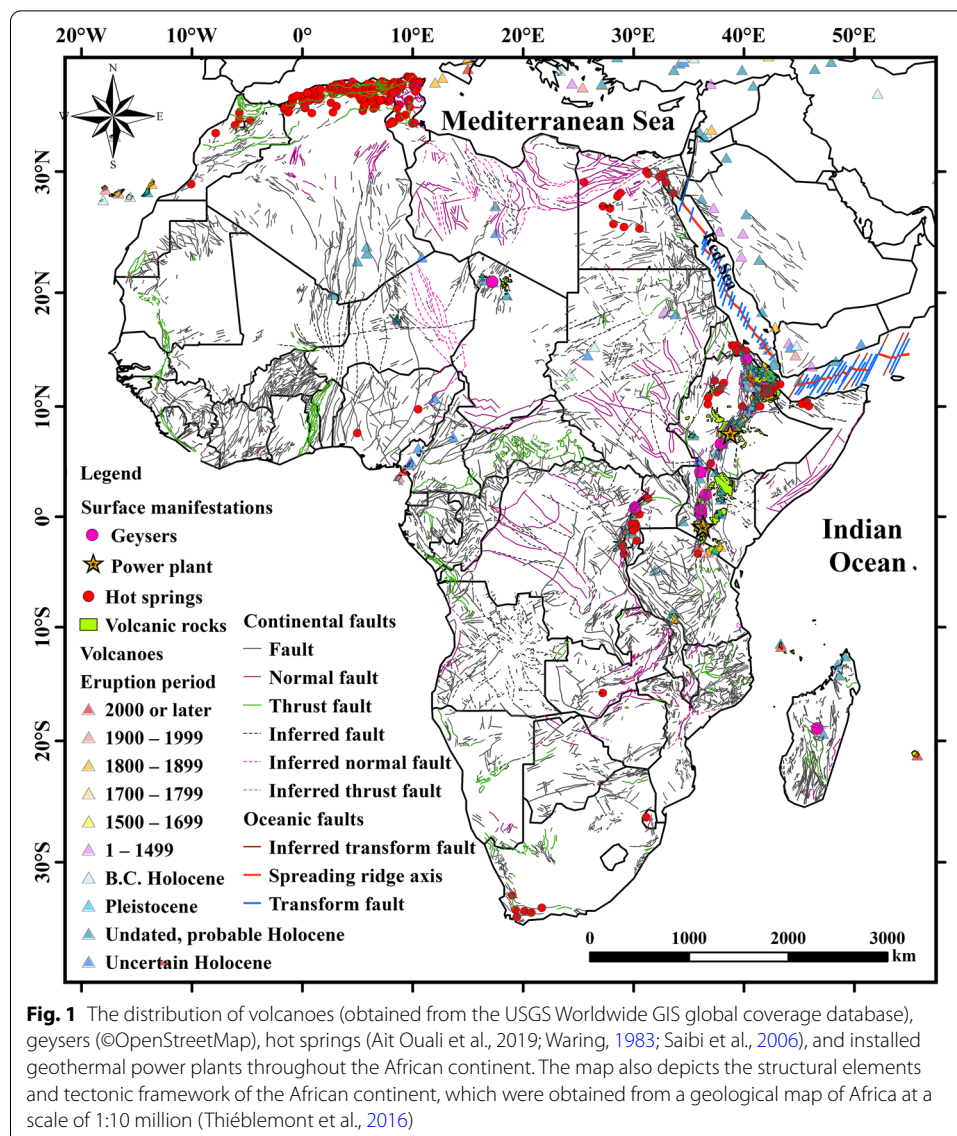 20°W 10°W 0° 10°E 20°E 30°E 40°E 50°E
N
W E
S
Mediterranean Sea
30°N
20°N
10°N
0°
10°S
20°S
30°S
Red Sea
Indian
Ocean
Legend
Surface manifestations
Geysers
Power plant
Hot springs
Volcanic rocks
Volcanoes
Eruption period
2000 or later
1900 – 1999
1800 – 1899
1700 – 1799
1500 – 1699
1 – 1499
B.C. Holocene
Pleistocene
Undated, probable Holocene
Uncertain Holocene
Continental faults
Fault
Normal fault
Thrust fault
Inferred fault
Inferred normal fault
Inferred thrust fault
Oceanic faults
Inferred transform fault
Spreading ridge axis
Transform fault
0 1000 2000 3000
km
Fig. 1 The distribution of volcanoes (obtained from the USGS Worldwide GIS global coverage database),
geysers (©OpenStreetMap), hot springs (Ait Ouali et al., 2019; Waring, 1983; Saibi et al., 2006), and installed
geothermal power plants throughout the African continent. The map also depicts the structural elements
and tectonic framework of the African continent, which were obtained from a geological map of Africa at a
scale of 1:10 million (Thiéblemont et al., 2016)